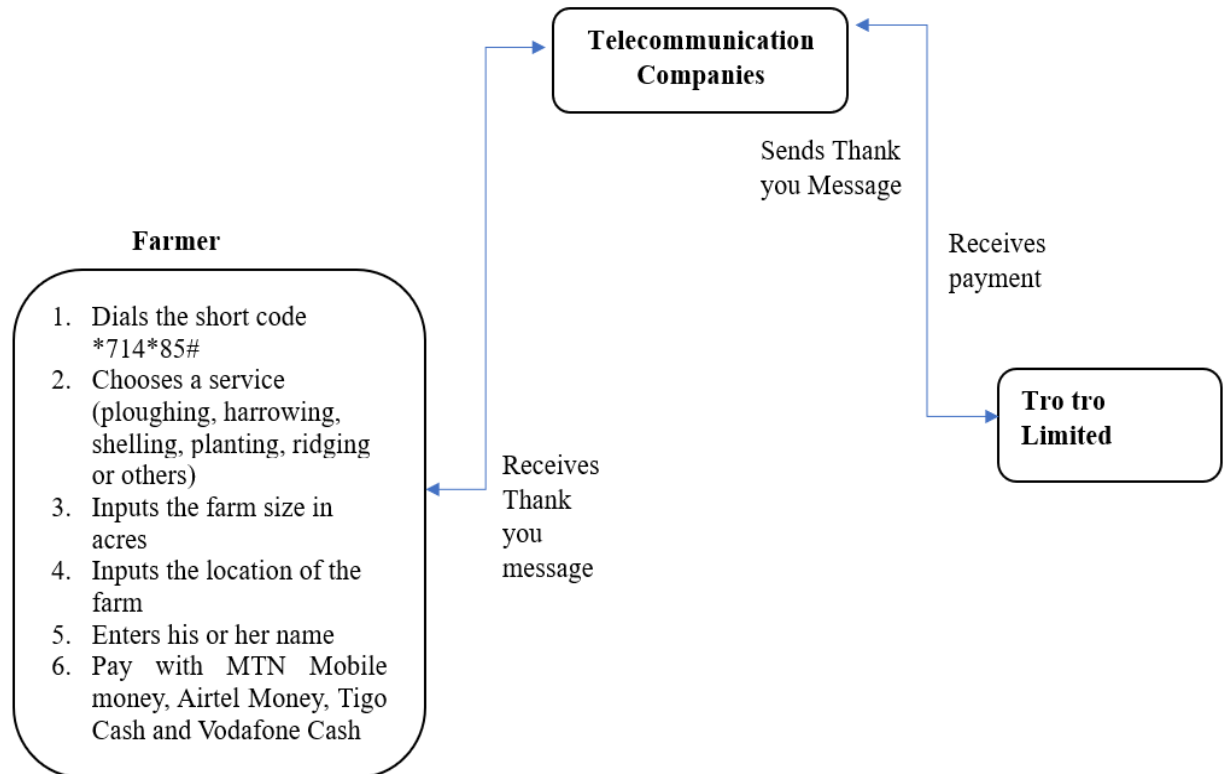 Telecommunication
Companies
Sends Thank
you Message
Farmer
Receives
payment
1. Dials the short code
*714*85#
2. Chooses a service
(ploughing, harrowing,
shelling, planting, ridging
or others)
3. Inputs the farm size in
acres
4. Inputs the location of the
farm
5. Enters his or her name
6. Pay with MTN Mobile
money, Airtel Money, Tigo
Cash and Vodafone Cash
Receives
Thank
you
message
Tro tro
Limited